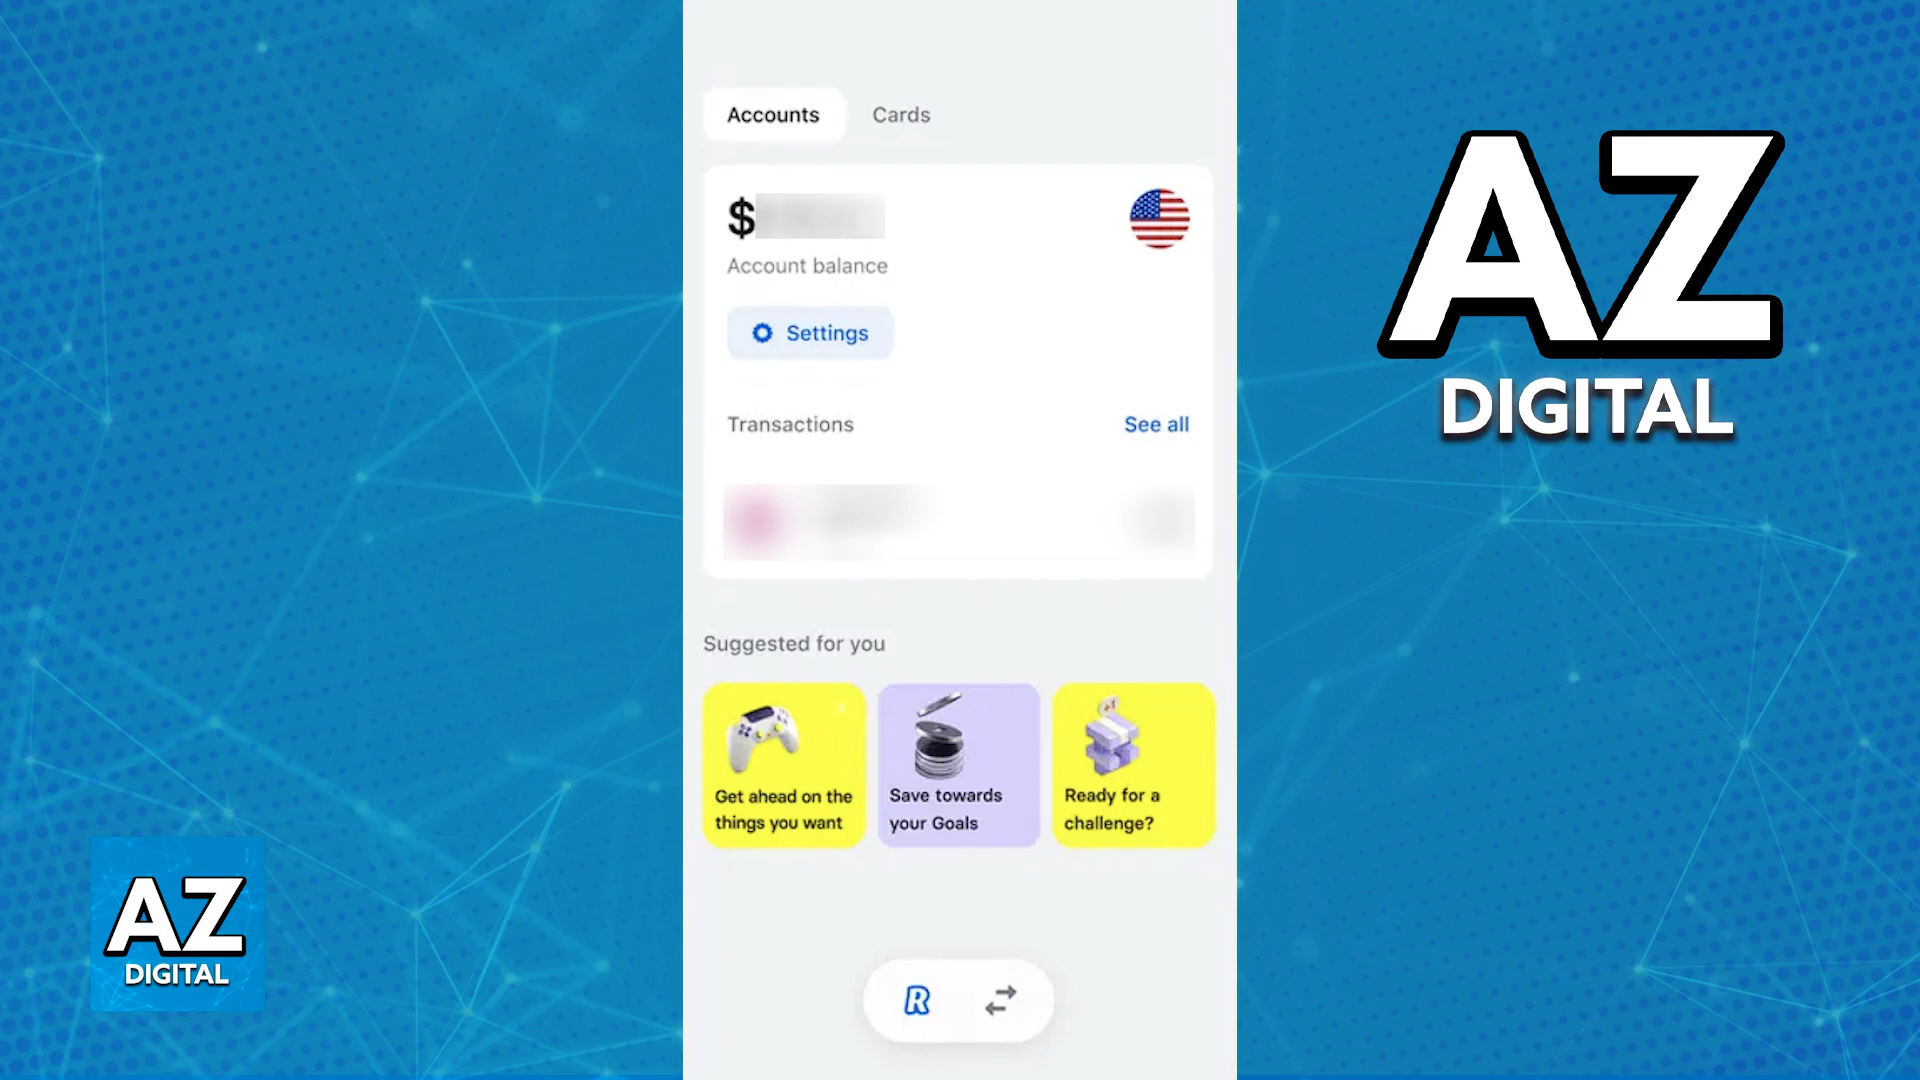 Accounts Cards
$
Account balance
Settings
Transactions See all
Suggested for you
Get ahead on the
things you want
Save towards
your Goals
Ready for a
challenge?
R
AZ
DIGITAL
AZ
DIGITAL